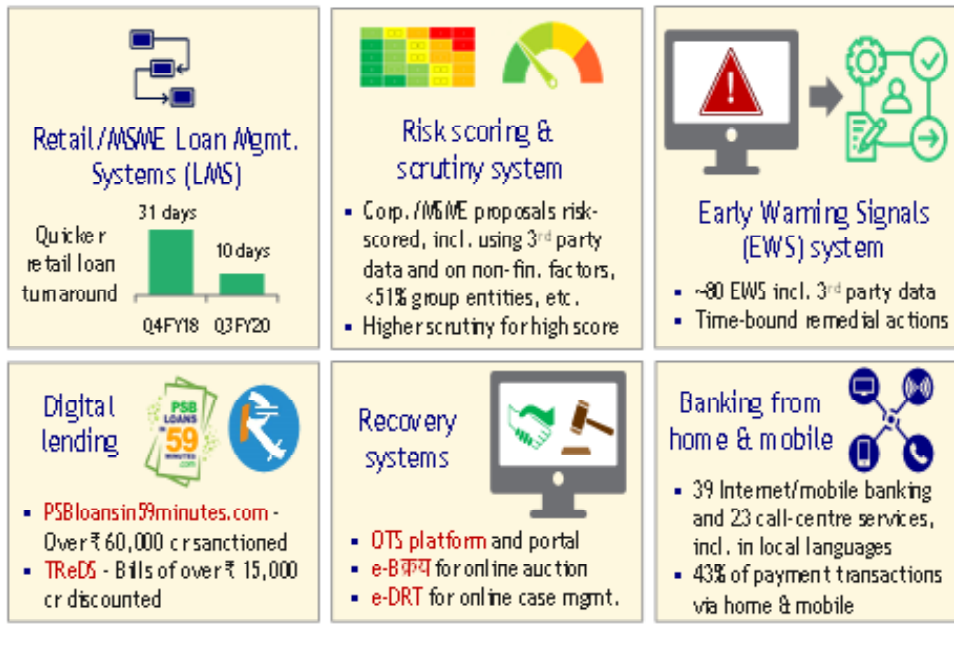 Retail/MSME Loan Mgmt.
Systems (LMS)
31 days
Quicker
retail loan
turnaround
10 days
Q4FY18 Q3FY20
Risk scoring &
scrutiny system
▪ Corp./MSME proposals risk-
scored, incl. using 3rd party
data and on non-fin. factors,
<51% group entities, etc.
▪ Higher scrutiny for high score
Early Warning Signals
(EWS) system
▪ ~80 EWS incl. 3rd party data
▪ Time-bound remedial actions
Digital
lending
PSB
LOANS
IN
59
MINUTES
.com
▪ PSBloansin59minutes.com -
Over ₹ 60,000 cr sanctioned
▪ TReDS - Bills of over ₹ 15,000
cr discounted
Recovery
systems
▪ OTS platform and portal
▪ e-Bक्रय for online auction
▪ e-DRT for online case mgmt.
Banking from
home & mobile
▪ 39 Internet/mobile banking
and 23 call-centre services,
incl. in local languages
▪ 43% of payment transactions
via home & mobile